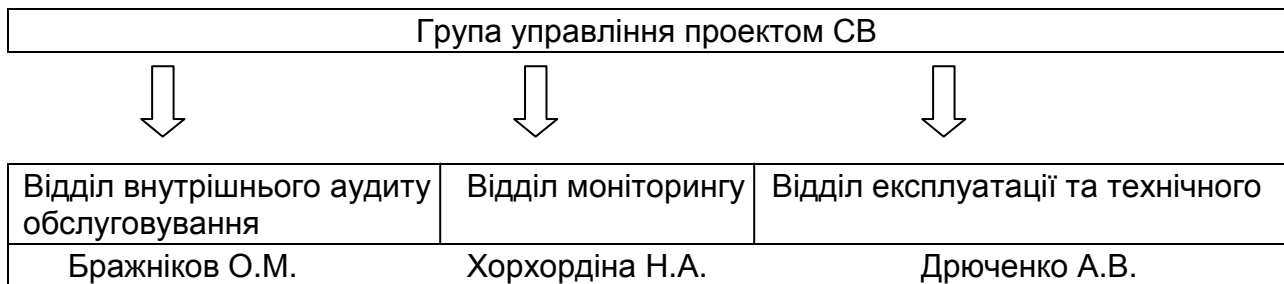 Група управління проектом СВ
Відділ внутрішнього аудиту
обслуговування
Відділ моніторингу
Відділ експлуатації та технічного
Бражніков О.М.
Хорхордіна Н.А.
Дрюченко А.В.